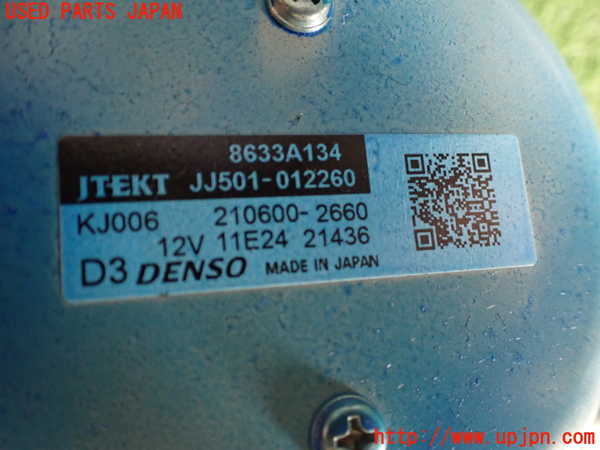 USED PARTS JAPAN
8633A134
JTEKT JJ501-012260
KJ006 210600-2660
12V 11E24 21436
D3 DENSO MADE IN JAPAN
http://www.upjpn.com/